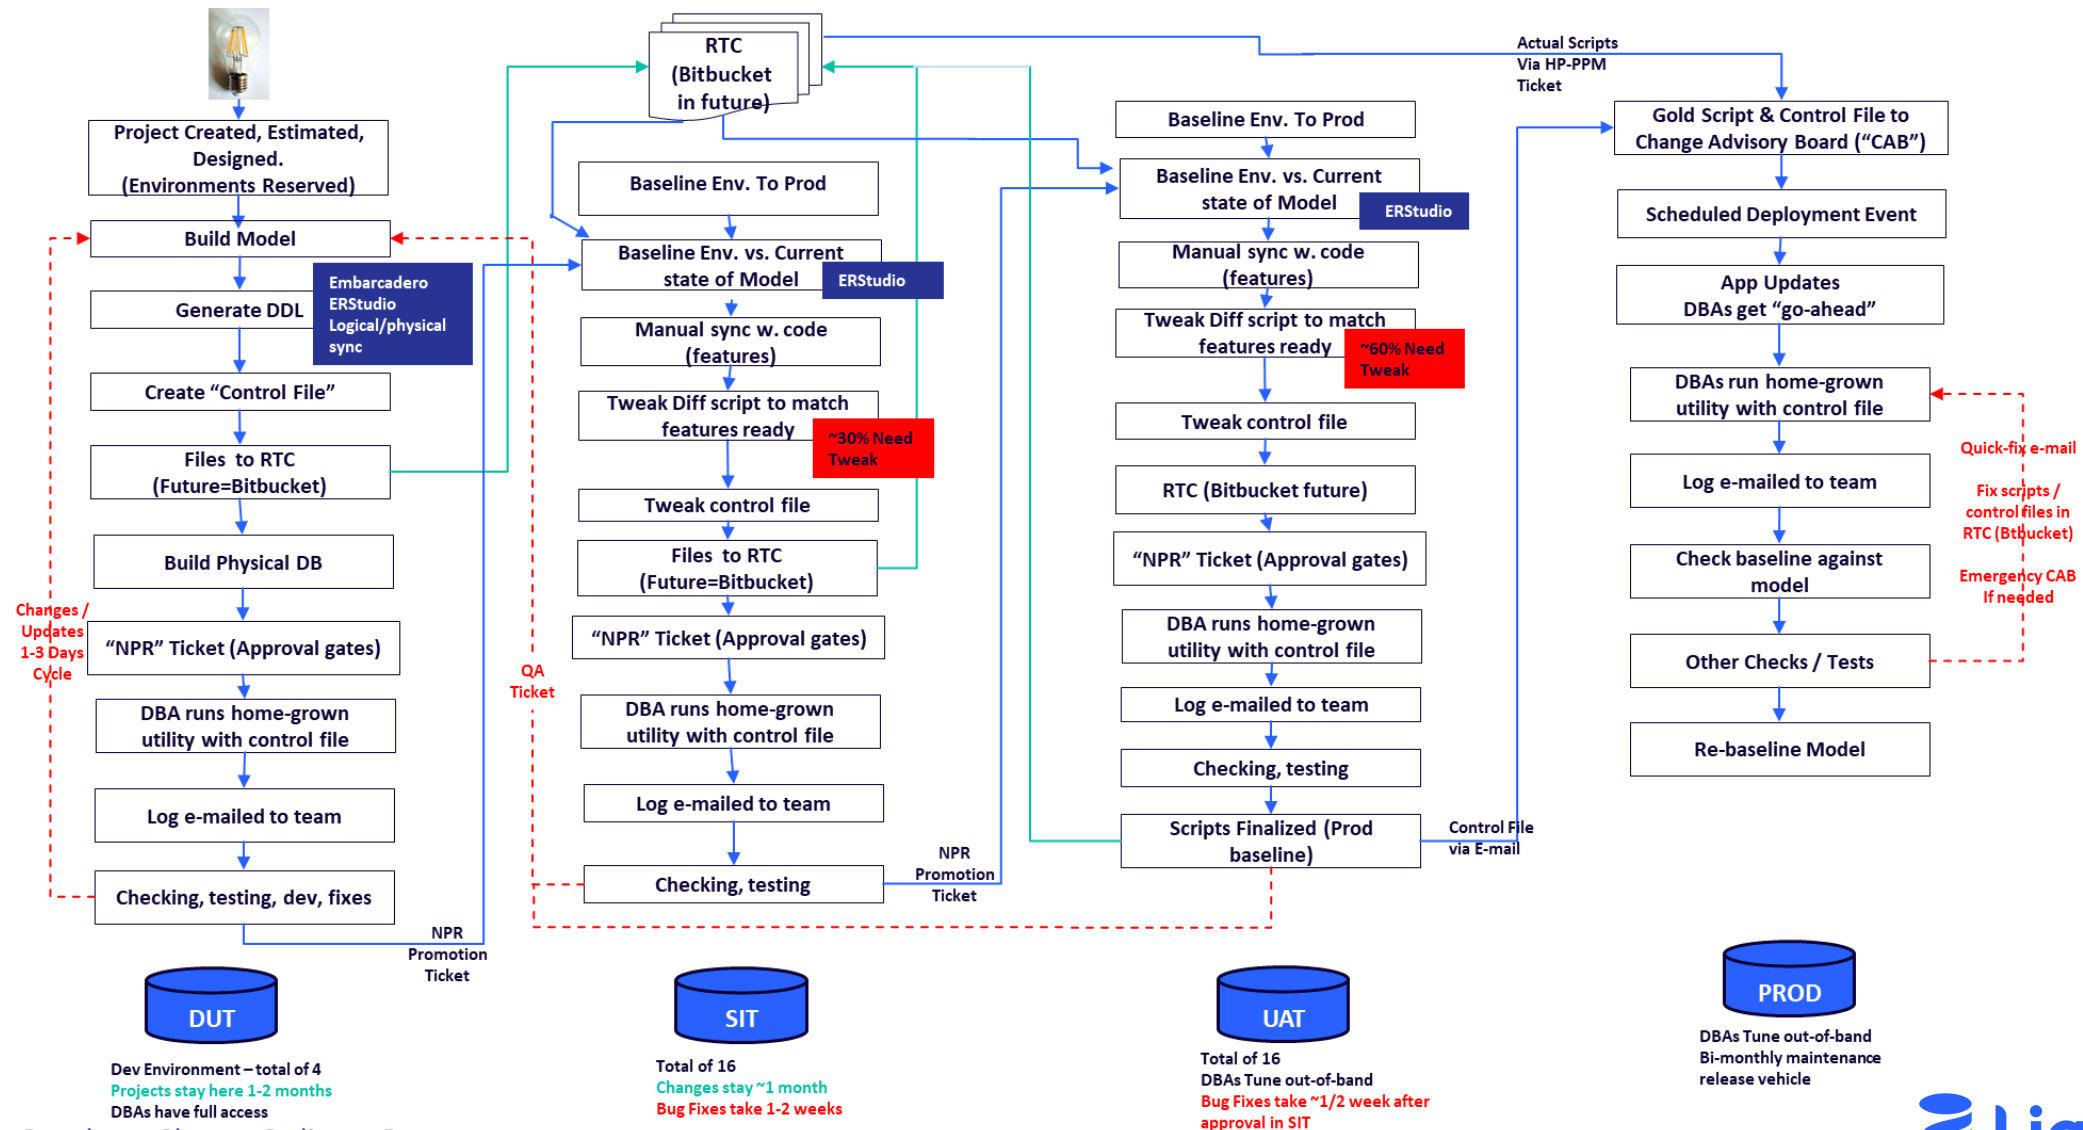 RTC
(Bitbucket
in future)
Actual Scripts
Via HP-PPM
Ticket
Project Created, Estimated,
Designed.
(Environments Reserved)
Build Model
Generate DDL
Embarcadero
ERStudio
Logical/physical
sync
Create “Control File”
Files to RTC
(Future=Bitbucket)
Build Physical DB
“NPR” Ticket (Approval gates)
DBA runs home-grown
utility with control file
Log e-mailed to team
Checking, testing, dev, fixes
Changes /
Updates
1-3 Days
Cycle
NPR
Promotion
Ticket
DUT
Dev Environment – total of 4
Projects stay here 1-2 months
DBAs have full access
Baseline Env. To Prod
Baseline Env. vs. Current
state of Model
ERStudio
Manual sync w. code
(features)
Tweak Diff script to match
features ready
~30% Need
Tweak
Tweak control file
Files to RTC
(Future=Bitbucket)
“NPR” Ticket (Approval gates)
DBA runs home-grown
utility with control file
Log e-mailed to team
Checking, testing
QA
Ticket
NPR
Promotion
Ticket
SIT
Total of 16
Changes stay ~1 month
Bug Fixes take 1-2 weeks
Baseline Env. To Prod
Baseline Env. vs. Current
state of Model
ERStudio
Manual sync w. code
(features)
Tweak Diff script to match
features ready
~60% Need
Tweak
Tweak control file
RTC (Bitbucket future)
“NPR” Ticket (Approval gates)
DBA runs home-grown
utility with control file
Log e-mailed to team
Checking, testing
Scripts Finalized (Prod
baseline)
Control File
via E-mail
UAT
Total of 16
DBAs Tune out-of-band
Bug Fixes take ~1/2 week after
approval in SIT
Gold Script & Control File to
Change Advisory Board (“CAB”)
Scheduled Deployment Event
App Updates
DBAs get “go-ahead”
DBAs run home-grown
utility with control file
Log e-mailed to team
Check baseline against
model
Other Checks / Tests
Re-baseline Model
Quick-fix e-mail
Fix scripts /
control files in
RTC (Btbucket)
Emergency CAB
If needed
PROD
DBAs Tune out-of-band
Bi-monthly maintenance
release vehicle